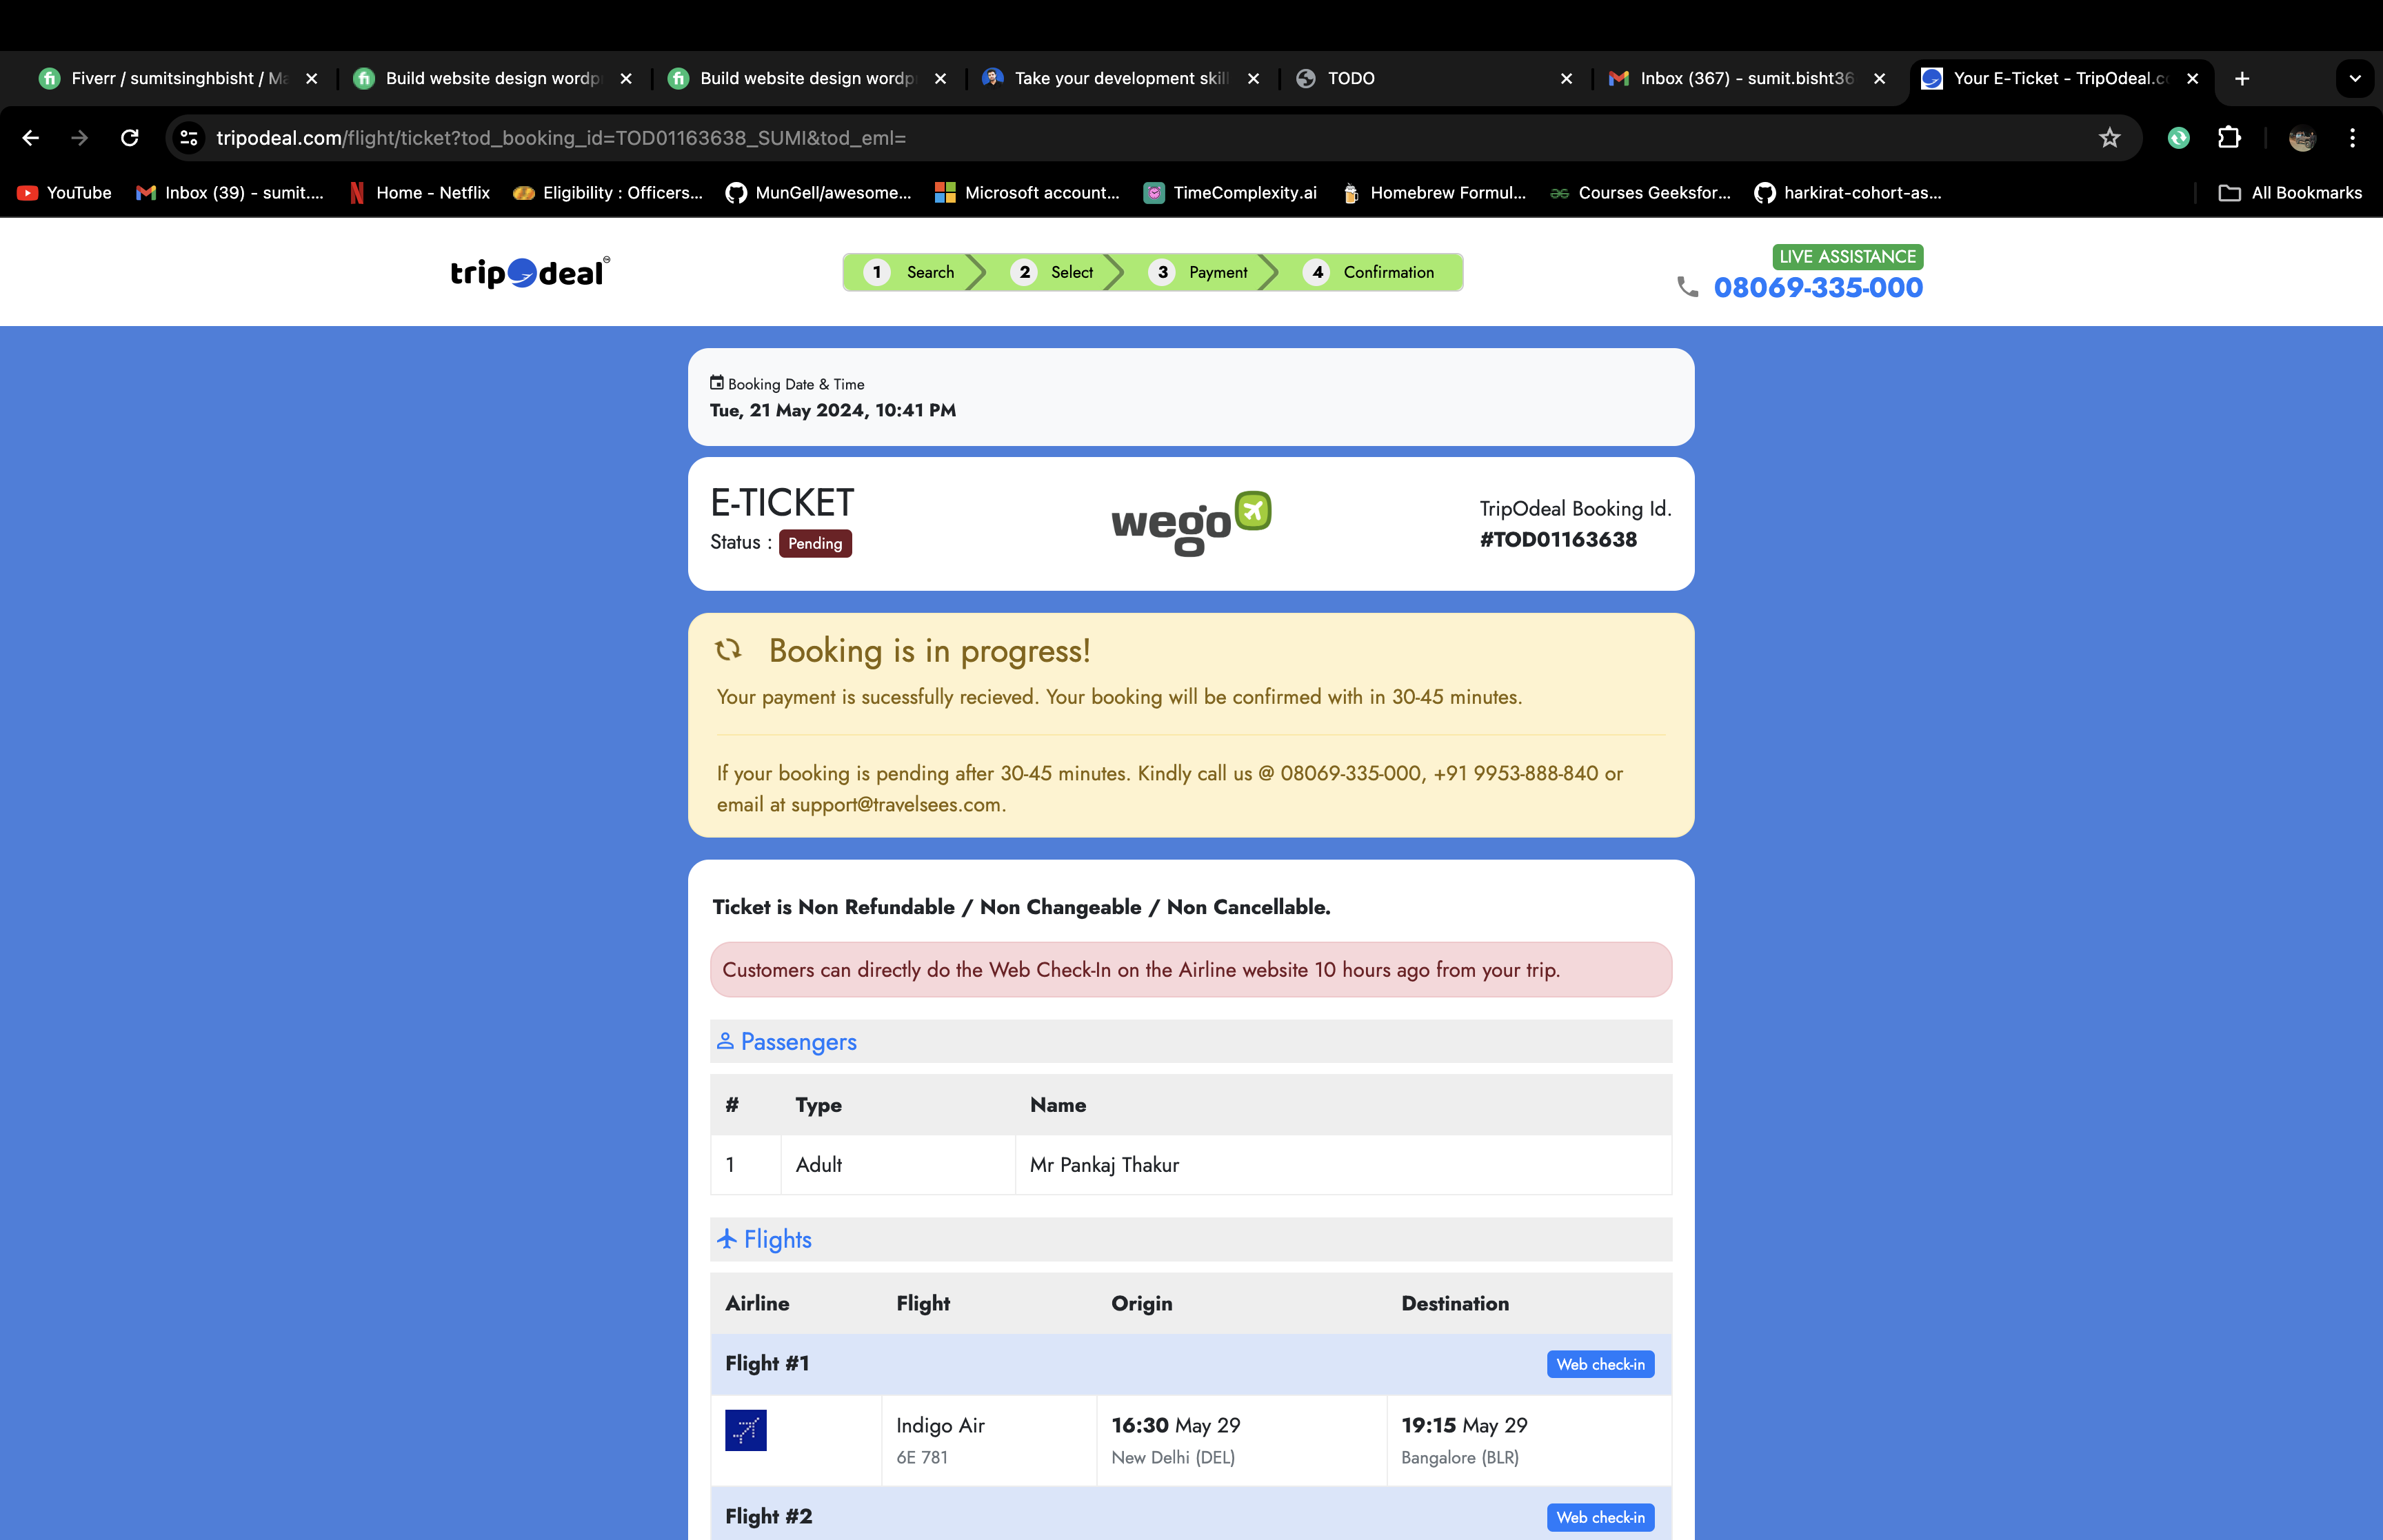 Fiverr / sumitsinghbisht / Ma
Build website design wordp
Build website design wordp
Take your development skill
TODO
Inbox (367) - sumit.bisht36
Your E-Ticket - TripOdeal.c
tripodeal.com/flight/ticket?tod_booking_id=TOD01163638_SUMI&tod_eml=
YouTube
Inbox (39) - sumit....
Home - Netflix
Eligibility : Officers...
MunGell/awesome...
Microsoft account...
TimeComplexity.ai
Homebrew Formul...
Courses Geeksfor...
harkirat-cohort-as...
All Bookmarks
tripOdeal
1 Search
2 Select
3 Payment
4 Confirmation
LIVE ASSISTANCE
08069-335-000
Booking Date & Time
Tue, 21 May 2024, 10:41 PM
E-TICKET
Status : Pending
wego
TripOdeal Booking Id.
#TOD01163638
Booking is in progress!
Your payment is sucessfully recieved. Your booking will be confirmed with in 30-45 minutes.
If your booking is pending after 30-45 minutes. Kindly call us @ 08069-335-000, +91 9953-888-840 or
email at support@travelsees.com.
Ticket is Non Refundable / Non Changeable / Non Cancellable.
Customers can directly do the Web Check-In on the Airline website 10 hours ago from your trip.
Passengers
# Type Name
1 Adult Mr Pankaj Thakur
Flights
Airline Flight Origin Destination
Flight #1 Web check-in
Indigo Air 16:30 May 29 19:15 May 29
6E 781 New Delhi (DEL) Bangalore (BLR)
Flight #2 Web check-in